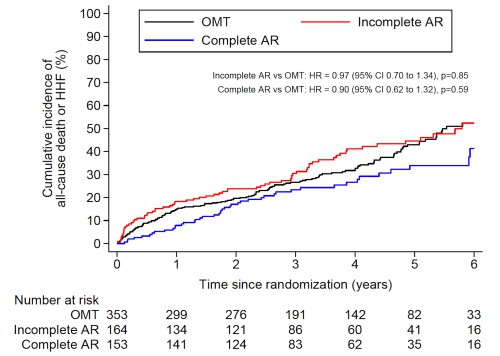 OMT
Incomplete AR
Complete AR
Incomplete AR vs OMT: HR = 0.97 (95% CI 0.70 to 1.34), p=0.85
Complete AR vs OMT: HR = 0.90 (95% CI 0.62 to 1.32), p=0.59
Cumulative incidence of
all-cause death or HHF (%)
100
90
80
70
60
50
40
30
20
10
0
0 1 2 3 4 5 6
Time since randomization (years)
Number at risk
OMT 353 299 276 191 142 82 33
Incomplete AR 164 134 121 86 60 41 16
Complete AR 153 141 124 83 62 35 16